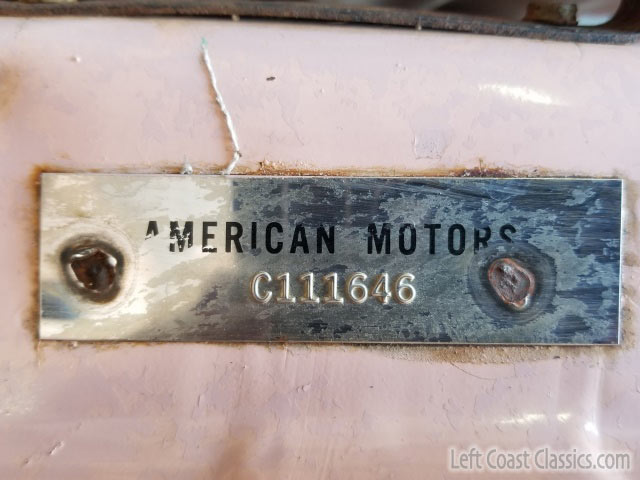 AMERICAN MOTORS
C111646
Left Coast Classics.com